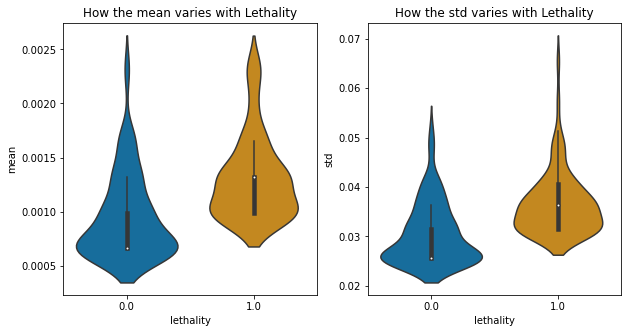 How the mean varies with Lethality
mean
0.0025
0.0020
0.0015
0.0010
0.0005
0.0
1.0
lethality
How the std varies with Lethality
std
0.07
0.06
0.05
0.04
0.03
0.02
0.0
1.0
lethality